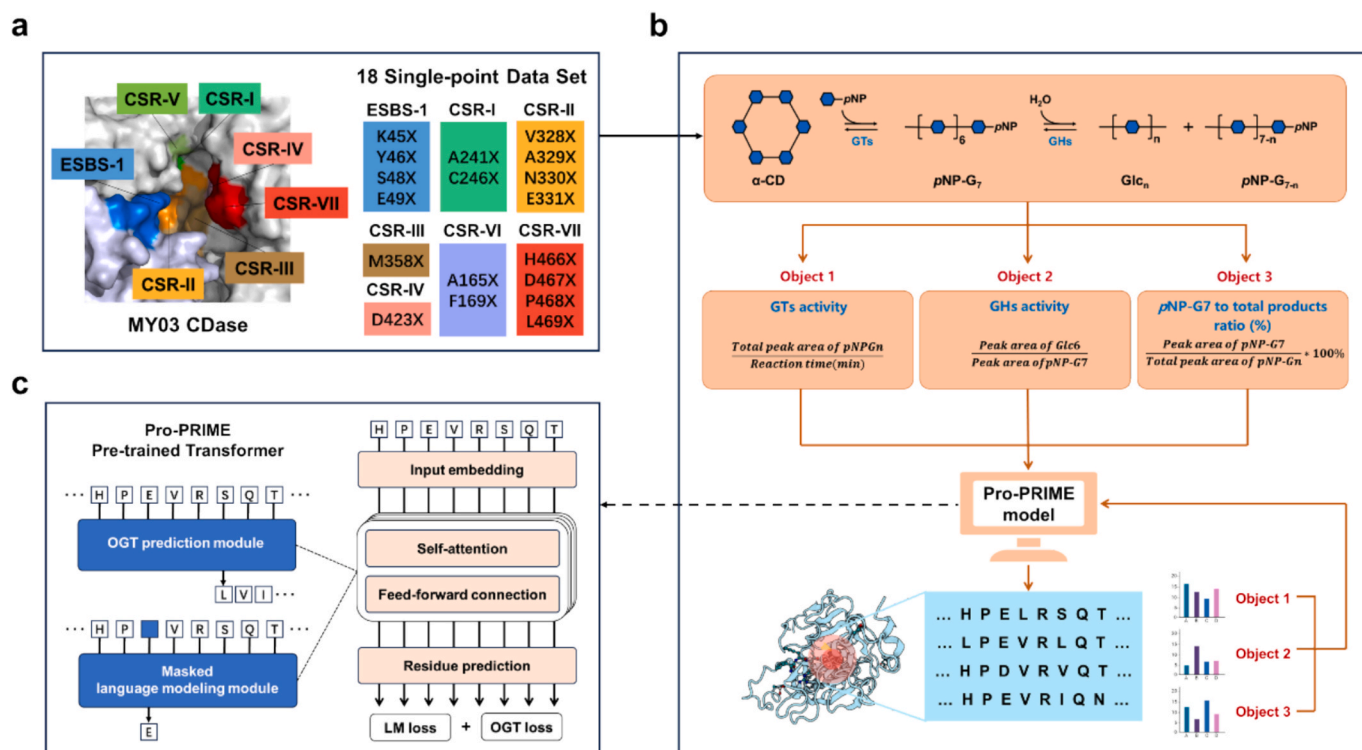 a
CSR-V
CSR-I
ESBS-1
CSR-IV
CSR-VII
CSR-II
CSR-III
MY03 CDase
18 Single-point Data Set
ESBS-1
K45X
Y46X
S48X
E49X
CSR-I
A241X
C246X
CSR-II
V328X
A329X
N330X
E331X
CSR-III
M358X
CSR-IV
D423X
CSR-VI
A165X
F169X
CSR-VII
H466X
D467X
P468X
L469X
b
α-CD
pNP
GTs
6
pNP
pNP-G7
H2O
GHs
n
Glcn
+
7-n
pNP
pNP-G7-n
Object 1
GTs activity
Total peak area of pNPGn
Reaction time(min)
Object 2
GHs activity
Peak area of Glc6
Peak area of pNP-G7
Object 3
pNP-G7 to total products
ratio (%)
Peak area of pNP-G7
Total peak area of pNP-Gn
* 100%
Pro-PRIME
model
... H P E L R S Q T ...
... L P E V R L Q T ...
... H P D V R V Q T ...
... H P E V R I Q N ...
Object 1
Object 2
Object 3
c
Pro-PRIME
Pre-trained Transformer
··· H P E V R S Q T ···
OGT prediction module
L V I ···
··· H P V R S Q T ···
Masked
language modeling module
E
H P E V R S Q T
Input embedding
Self-attention
Feed-forward connection
Residue prediction
LM loss + OGT loss